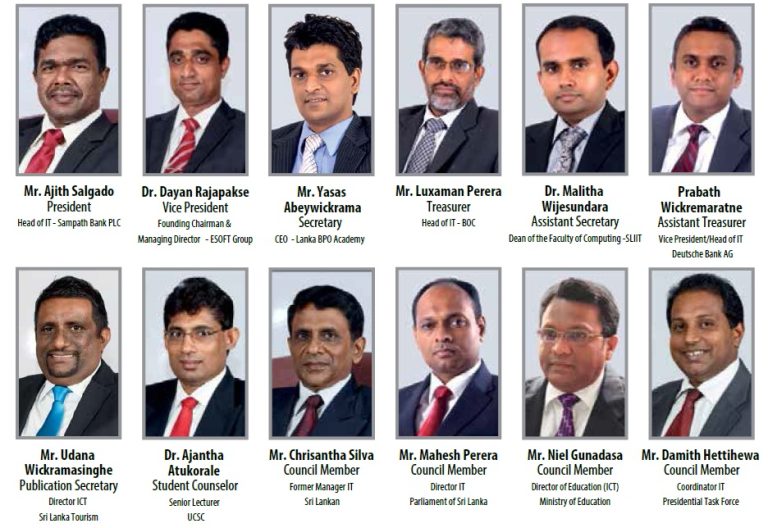 Mr. Ajith Salgado
President
Head of IT - Sampath Bank PLC
Dr. Dayan Rajapakse
Vice President
Founding Chairman &
Managing Director - ESOFT Group
Mr. Yasas
Abeywickrama
Secretary
CEO - Lanka BPO Academy
Mr. Luxaman Perera
Treasurer
Head of IT - BOC
Dr. Malitha
Wijesundara
Assistant Secretary
Dean of the Faculty of Computing -SLIIT
Prabath
Wickremaratne
Assistant Treasurer
Vice President/Head of IT
Deutsche Bank AG
Mr. Udana
Wickramasinghe
Publication Secretary
Director ICT
Sri Lanka Tourism
Dr. Ajantha
Atukorale
Student Counselor
Senior Lecturer
UCSC
Mr. Chrisantha Silva
Council Member
Former Manager IT
Sri Lankan
Mr. Mahesh Perera
Council Member
Director IT
Parliament of Sri Lanka
Mr. Niel Gunadasa
Council Member
Director of Education (ICT)
Ministry of Education
Mr. Damith Hettihewa
Council Member
Coordinator IT
Presidential Task Force